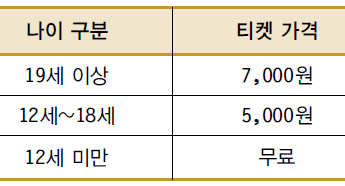 나이 구분 티켓 가격
19세 이상 7,000원
12세~18세 5,000원
12세 미만 무료